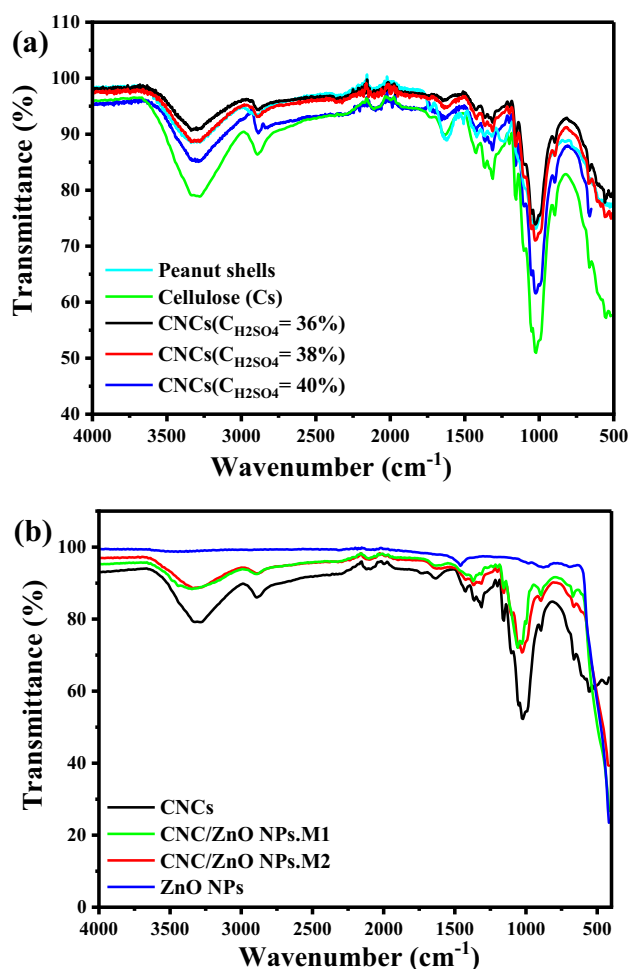 (a)
110
100
90
80
70
60
50
40
Transmittance (%)
Peanut shells
Cellulose (Cs)
CNCs(C_H2SO4= 36%)
CNCs(C_H2SO4= 38%)
CNCs(C_H2SO4= 40%)
4000 3500 3000 2500 2000 1500 1000 500
Wavenumber (cm⁻¹)
(b)
100
80
60
40
20
0
Transmittance (%)
CNCs
CNC/ZnO NPs.M1
CNC/ZnO NPs.M2
ZnO NPs
4000 3500 3000 2500 2000 1500 1000 500
Wavenumber (cm⁻¹)